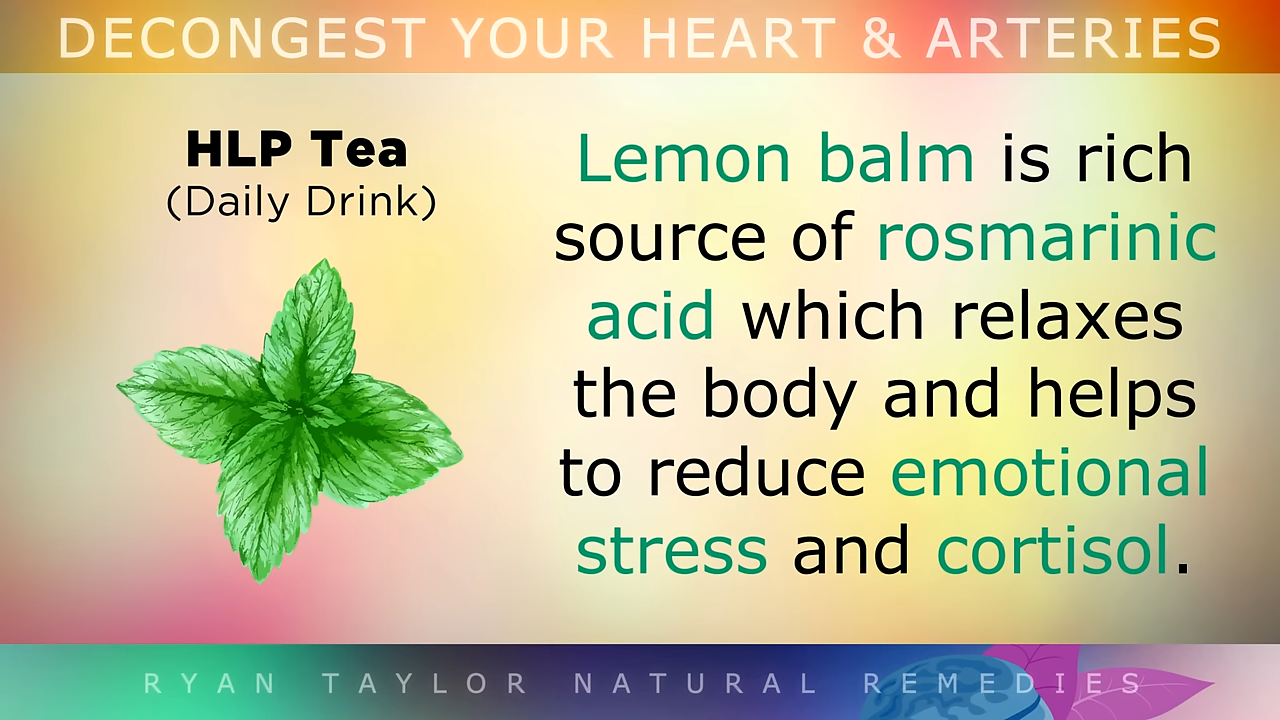 DECONGEST YOUR HEART & ARTERIES
HLP Tea
(Daily Drink)
Lemon balm is rich
source of rosmarinic
acid which relaxes
the body and helps
to reduce emotional
stress and cortisol.
RYAN TAYLOR NATURAL REMEDIES